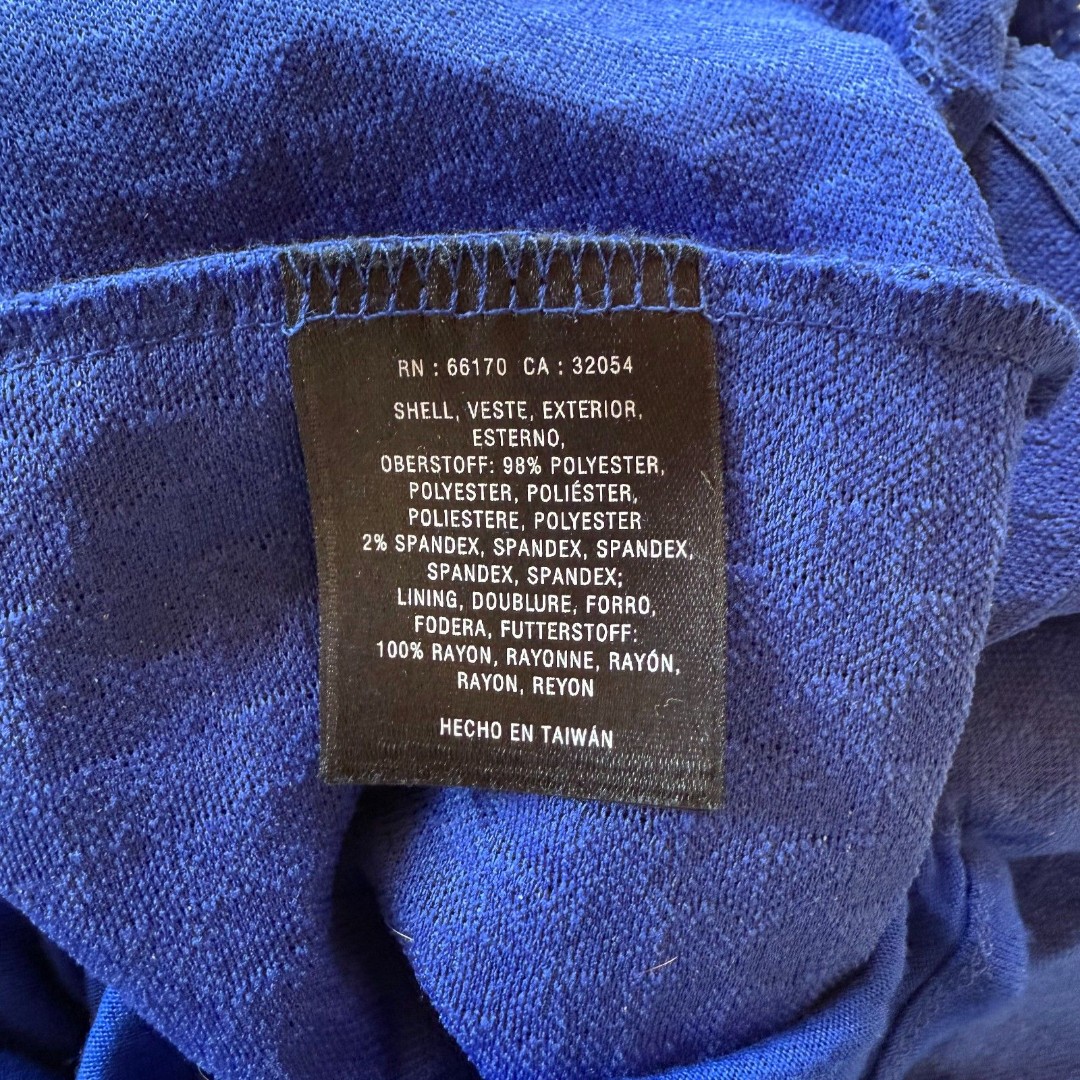 RN : 66170 CA : 32054
SHELL, VESTE, EXTERIOR,
ESTERNO,
OBERSTOFF: 98% POLYESTER,
POLYESTER, POLIÉSTER,
POLIESTERE, POLYESTER
2% SPANDEX, SPANDEX, SPANDEX,
SPANDEX, SPANDEX;
LINING, DOUBLURE, FORRO,
FODERA, FUTTERSTOFF:
100% RAYON, RAYONNE, RAYÓN,
RAYON, REYON
HECHO EN TAIWÁN